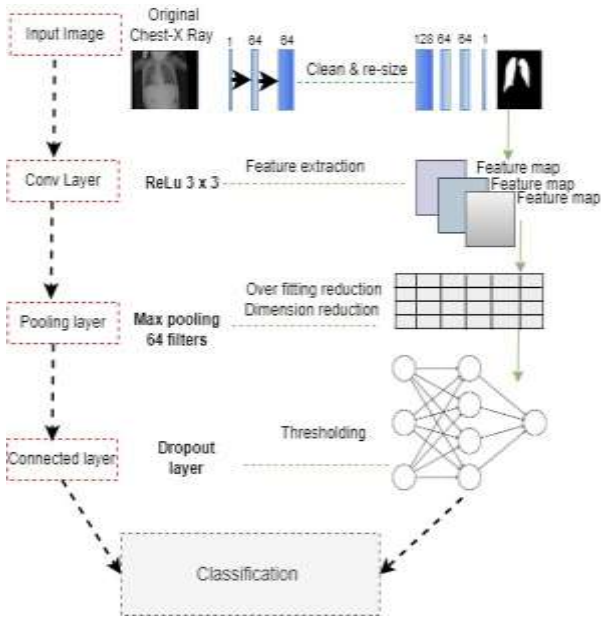 Input Image
Original
Chest-X Ray
1
64
64
Clean & re-size
128
64
64
1
Conv Layer
ReLu 3 x 3
Feature extraction
Feature map
Feature map
Feature map
Pooling layer
Max pooling
64 filters
Over fitting reduction
Dimension reduction
Connected layer
Dropout
layer
Thresholding
Classification